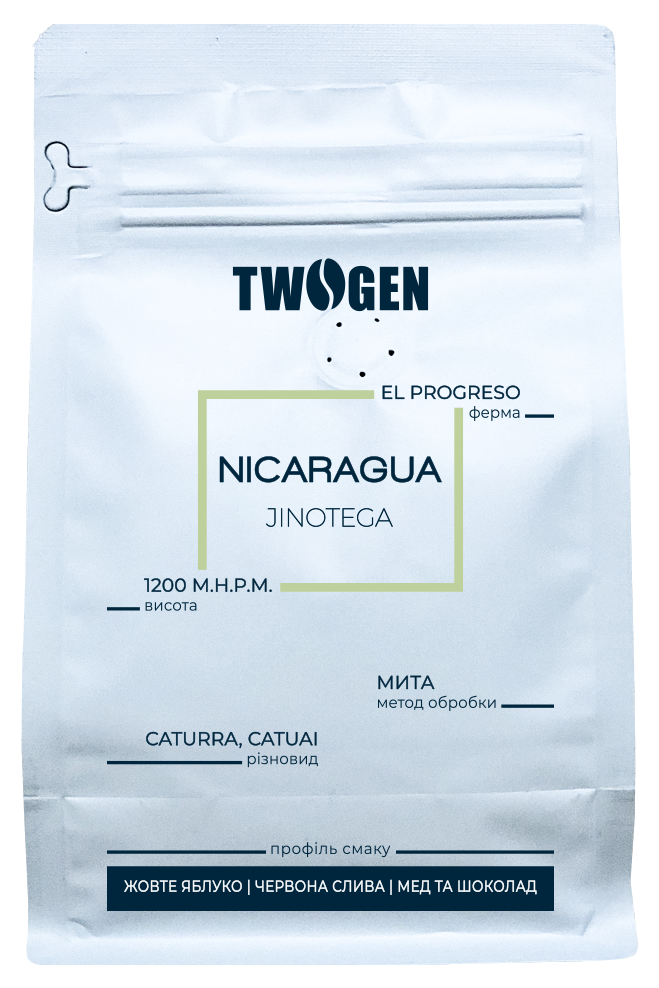 TWOGEN
EL PROGRESO
ферма
NICARAGUA
JINOTEGA
1200 М.Н.Р.М.
висота
МИТА
метод обробки
CATURRA, CATUAI
різновид
профіль смаку
ЖОВТЕ ЯБЛУКО | ЧЕРВОНА СЛИВА | МЕД ТА ШОКОЛАД